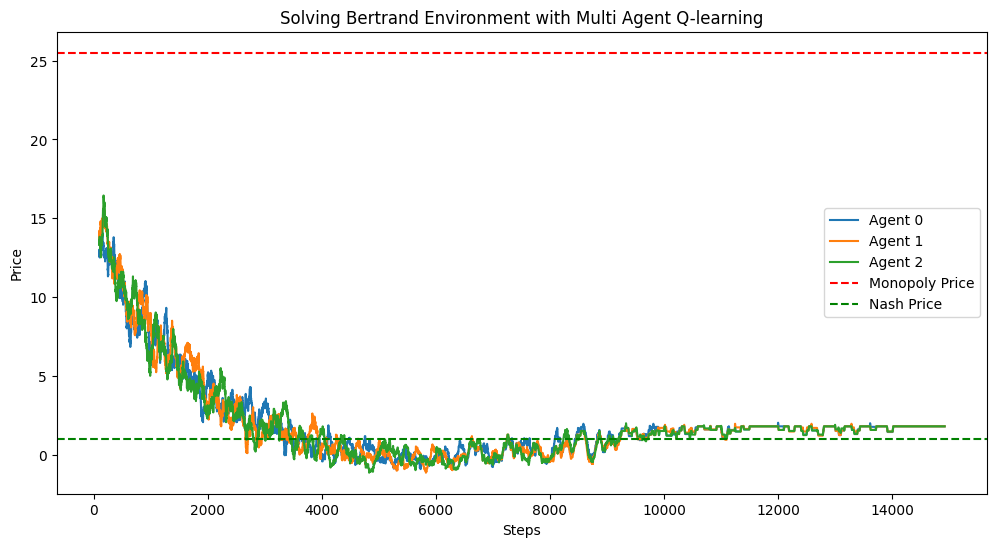 Solving Bertrand Environment with Multi Agent Q-learning
Price
25
20
15
10
5
0
Agent 0
Agent 1
Agent 2
Monopoly Price
Nash Price
0 2000 4000 6000 8000 10000 12000 14000
Steps